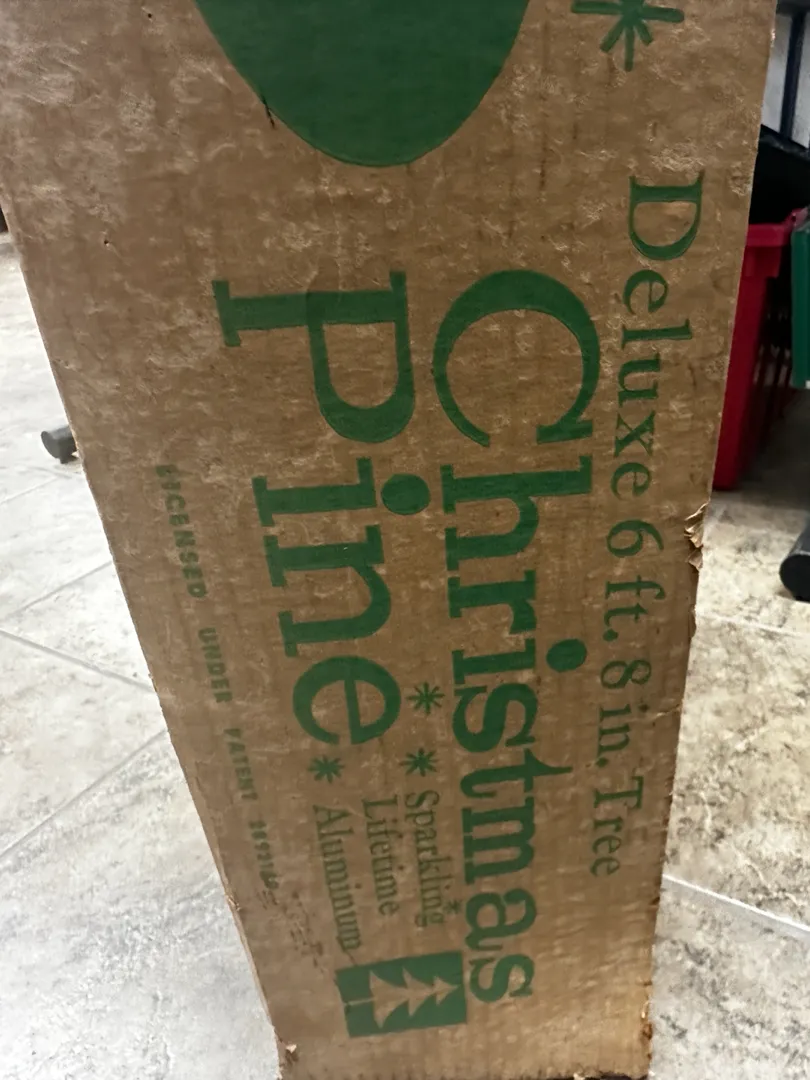 Deluxe 6 ft. 8 in. Tree
Christmas
Pine
Sparkling
Lifetime
Aluminum
LICENSED UNDER PATENT